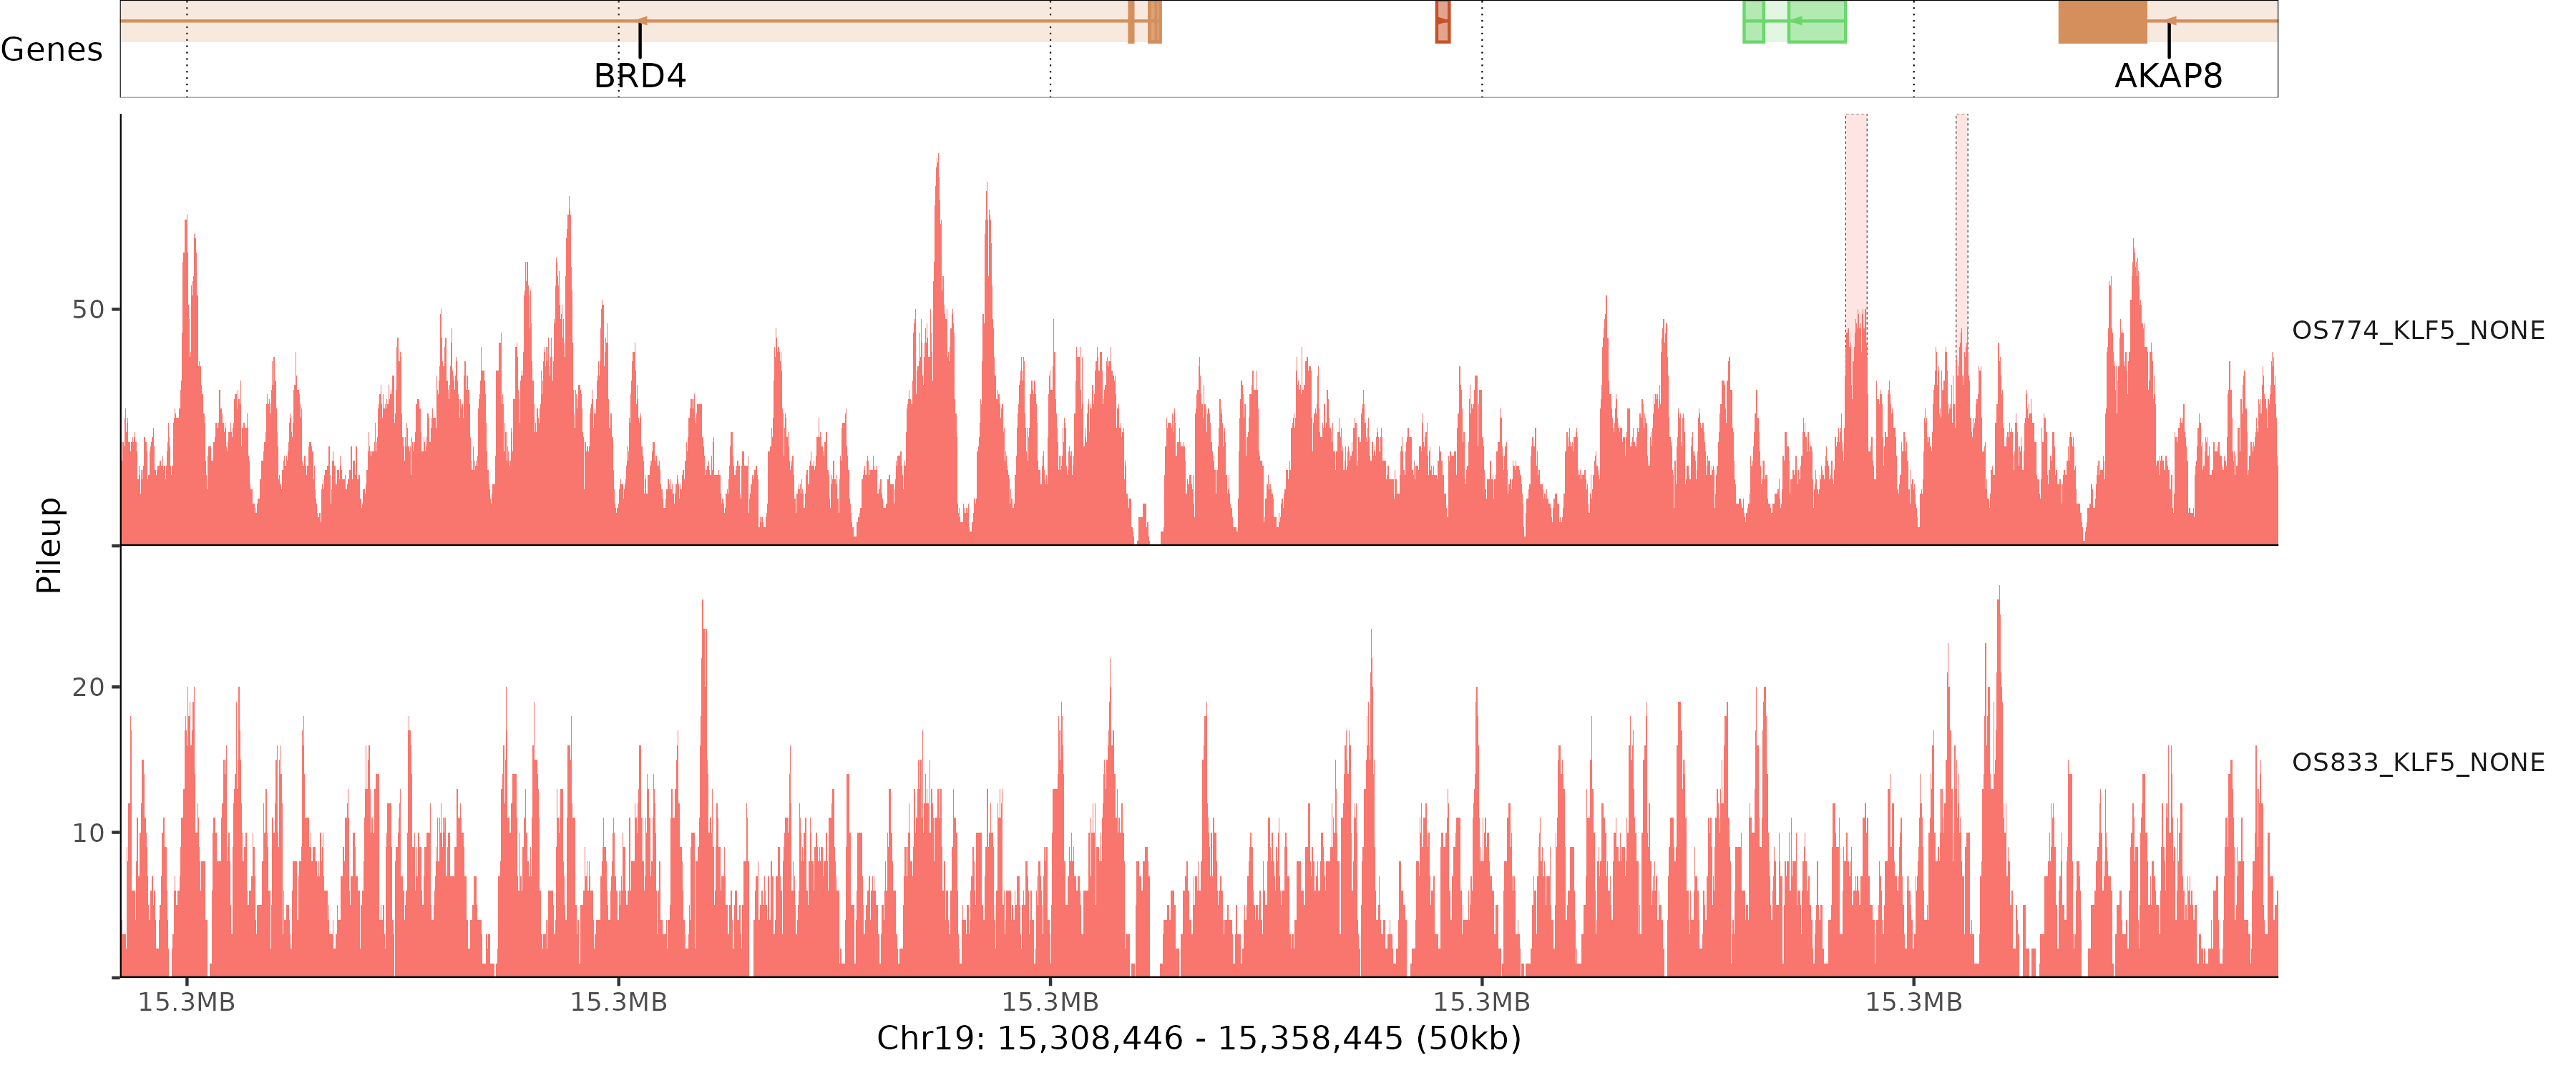 Genes
BRD4
AKAP8
50
OS774_KLF5_NONE
Pileup
20
OS833_KLF5_NONE
10
15.3MB 15.3MB 15.3MB 15.3MB 15.3MB
Chr19: 15,308,446 - 15,358,445 (50kb)